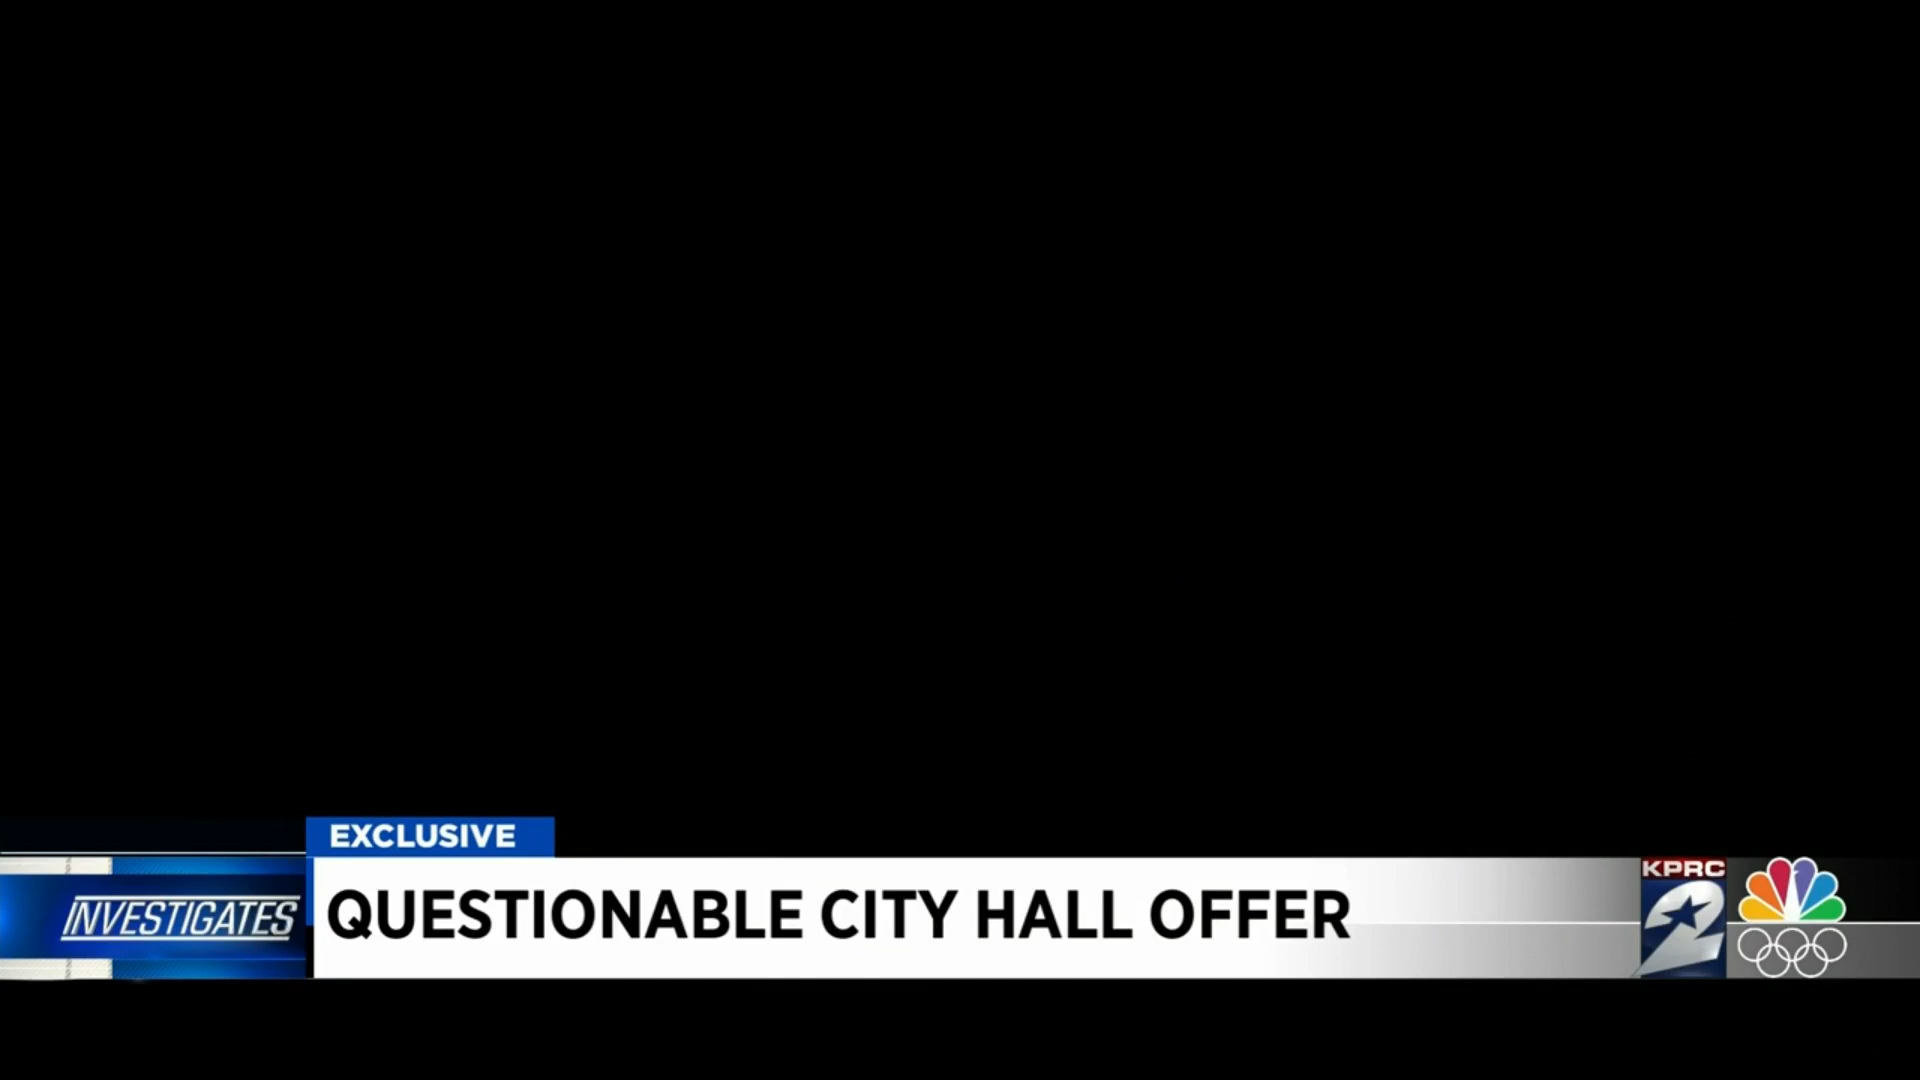 EXCLUSIVE
INVESTIGATES
QUESTIONABLE CITY HALL OFFER
KPRC
2